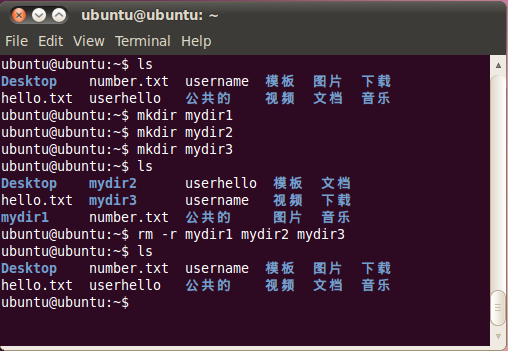 ubuntu@ubuntu: ~
File Edit View Terminal Help
ubuntu@ubuntu:~$ ls
Desktop    number.txt  username  模板  图片  下载
hello.txt  userhello   公共的    视频  文档  音乐
ubuntu@ubuntu:~$ mkdir mydir1
ubuntu@ubuntu:~$ mkdir mydir2
ubuntu@ubuntu:~$ mkdir mydir3
ubuntu@ubuntu:~$ ls
Desktop    mydir2      userhello  模板  文档
hello.txt  mydir3      username   视频  下载
mydir1     number.txt  公共的     图片  音乐
ubuntu@ubuntu:~$ rm -r mydir1 mydir2 mydir3
ubuntu@ubuntu:~$ ls
Desktop    number.txt  username  模板  图片  下载
hello.txt  userhello   公共的    视频  文档  音乐
ubuntu@ubuntu:~$